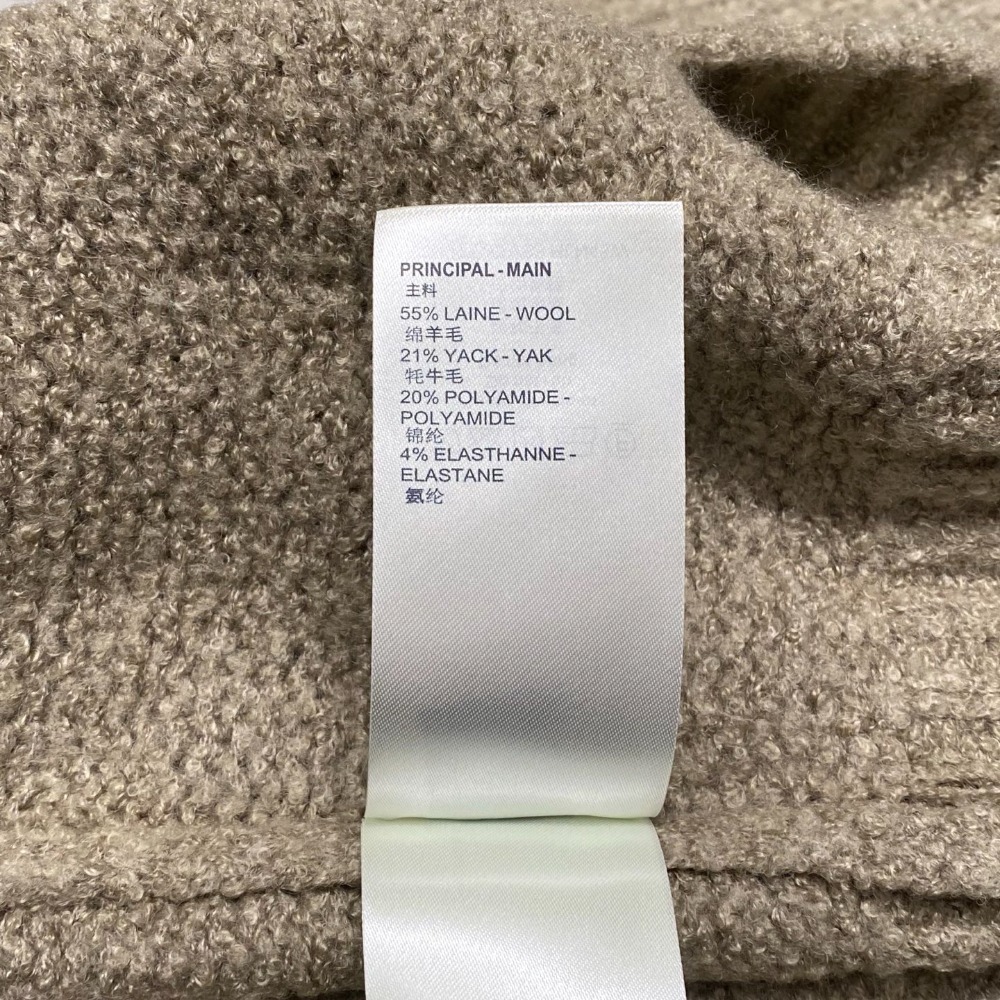 PRINCIPAL - MAIN
主料
55% LAINE - WOOL
绵羊毛
21% YACK - YAK
牦牛毛
20% POLYAMIDE -
POLYAMIDE
锦纶
4% ELASTHANNE -
ELASTANE
氨纶